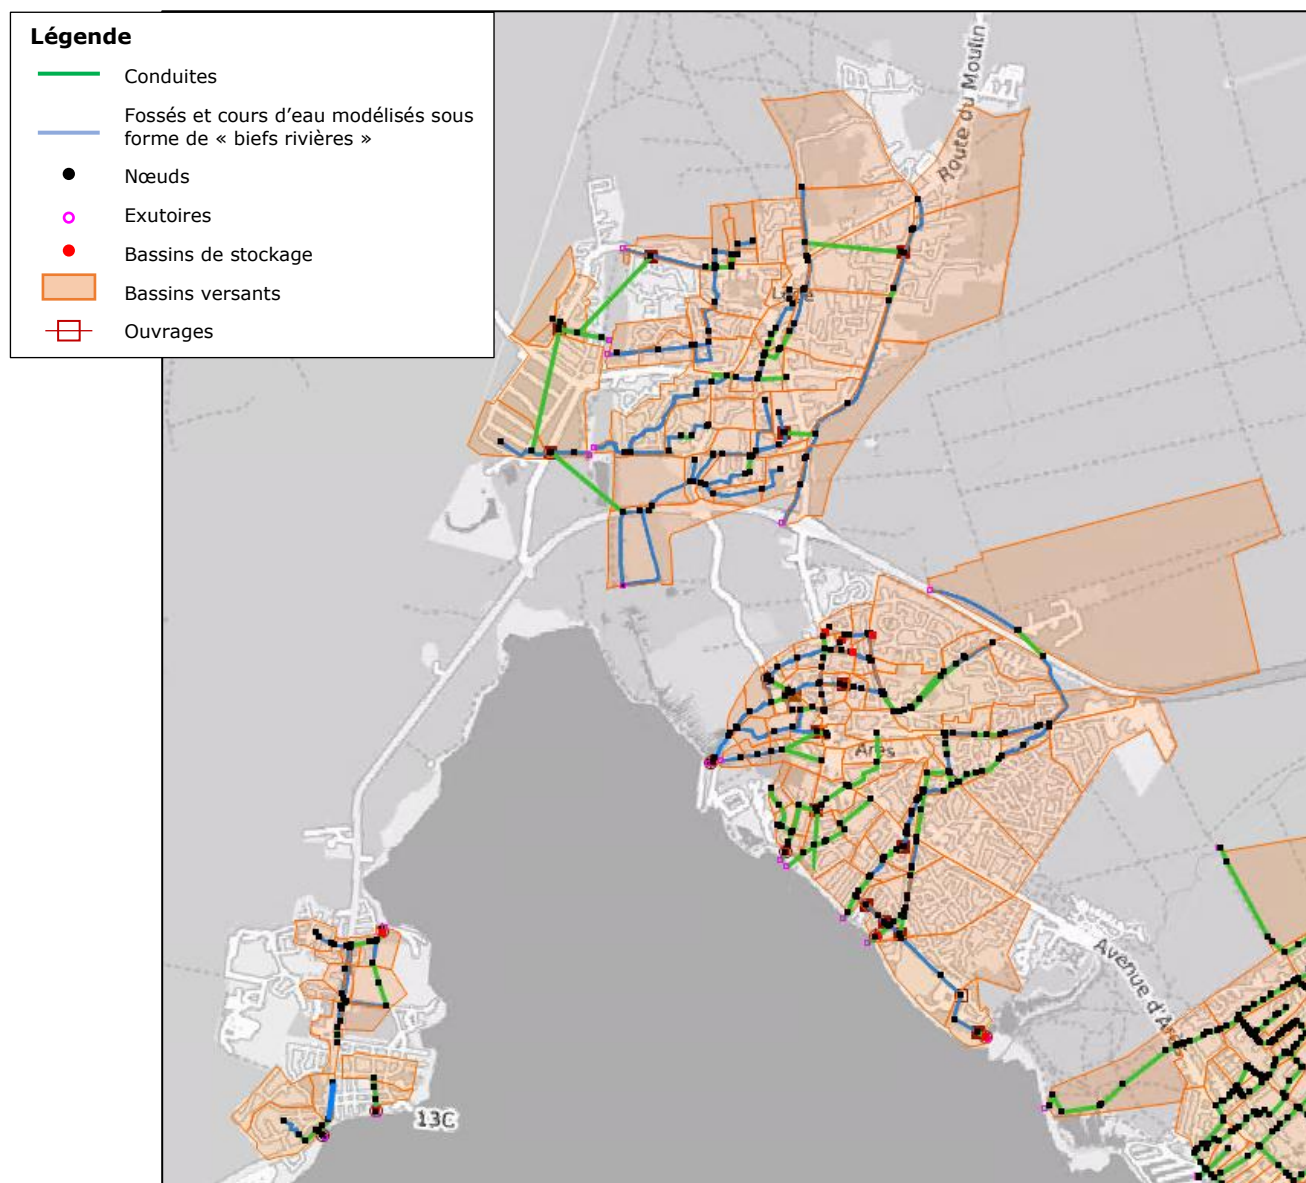 Légende
Conduites
Fossés et cours d'eau modélisés sous
forme de « biefs rivières »
Nœuds
Exutoires
Bassins de stockage
Bassins versants
Ouvrages
Route du Moulin
Arès
Avenue d'Arès
13C